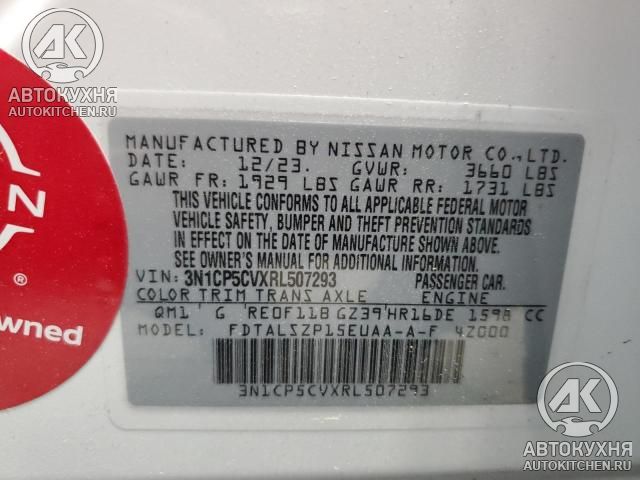 АВТОКУХНЯ
AUTOKITCHEN.RU
АВТОКУХНЯ
AUTOKITCHEN.RU
MANUFACTURED BY NISSAN MOTOR CO., LTD.
DATE: 12/23. GVWR: 3660 LBS
GAWR FR: 1929 LBS GAWR RR: 1731 LBS
THIS VEHICLE CONFORMS TO ALL APPLICABLE FEDERAL MOTOR
VEHICLE SAFETY, BUMPER AND THEFT PREVENTION STANDARDS
IN EFFECT ON THE DATE OF MANUFACTURE SHOWN ABOVE.
SEE OWNER'S MANUAL FOR ADDITIONAL INFORMATION.
VIN: 3N1CP5CVXRL507293 PASSENGER CAR.
COLOR TRIM TRANS AXLE ENGINE
QM1 G RE0F11B GZ39 HR16DE 1598 CC
MODEL: FDTALSZP15EUAA-A-F 4Z000
3N1CP5CVXRL507293
N
®
wned
АВТОКУХНЯ
AUTOKITCHEN.RU